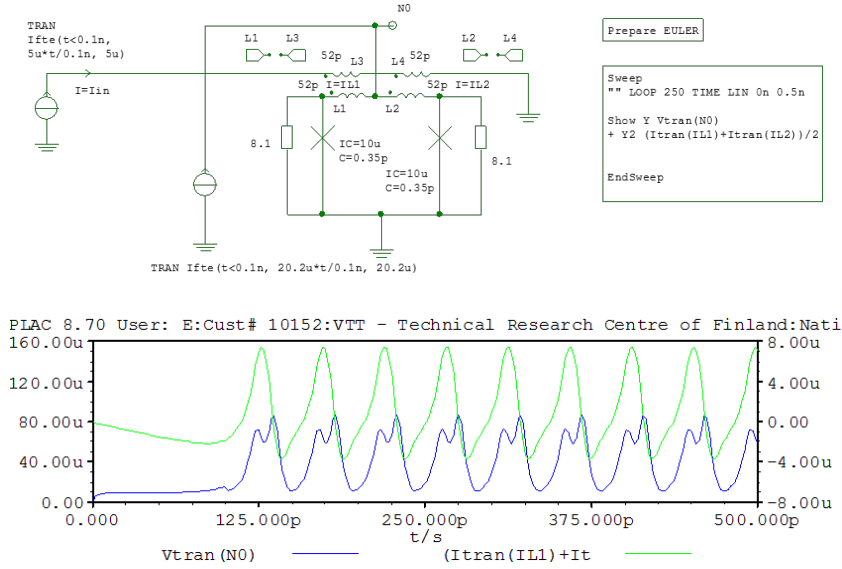 N0
TRAN
Ifte(t<0.1n,
5u*t/0.1n, 5u)
L1 L3
L2 L4
52p L3
L4 52p
I=Iin
52p I=IL1
52p I=IL2
L1 L2
8.1
IC=10u
C=0.35p
IC=10u
C=0.35p
8.1
TRAN Ifte(t<0.1n, 20.2u*t/0.1n, 20.2u)
Prepare EULER
Sweep
"" LOOP 250 TIME LIN 0n 0.5n
Show Y Vtran(N0)
+ Y2 (Itran(IL1)+Itran(IL2))/2
EndSweep
PLAC 8.70 User: E:Cust# 10152:VTT - Technical Research Centre of Finland:Nati
160.00u 8.00u
120.00u 4.00u
80.00u 0.00
40.00u -4.00u
0.00 -8.00u
0.000 125.000p 250.000p 375.000p 500.000p
t/s
Vtran(N0) (Itran(IL1)+It